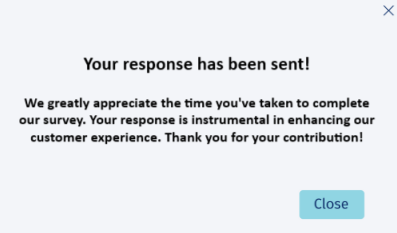 Your response has been sent!
We greatly appreciate the time you've taken to complete
our survey. Your response is instrumental in enhancing our
customer experience. Thank you for your contribution!
Close